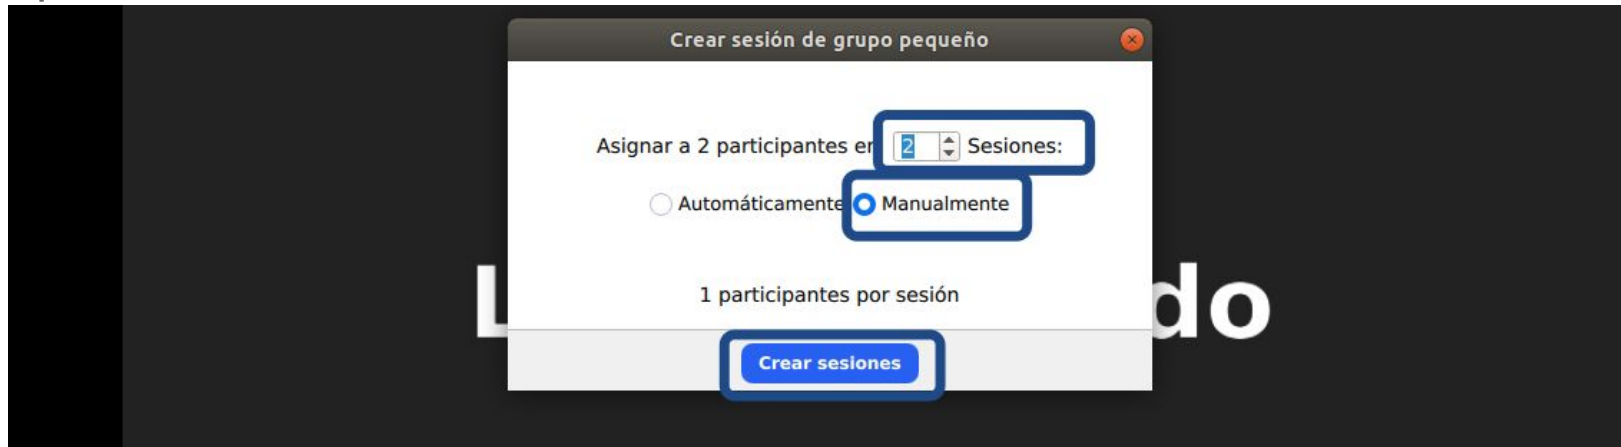 Crear sesión de grupo pequeño
Asignar a 2 participantes en 2 Sesiones:
Automáticamente Manualmente
1 participantes por sesión
do
Crear sesiones